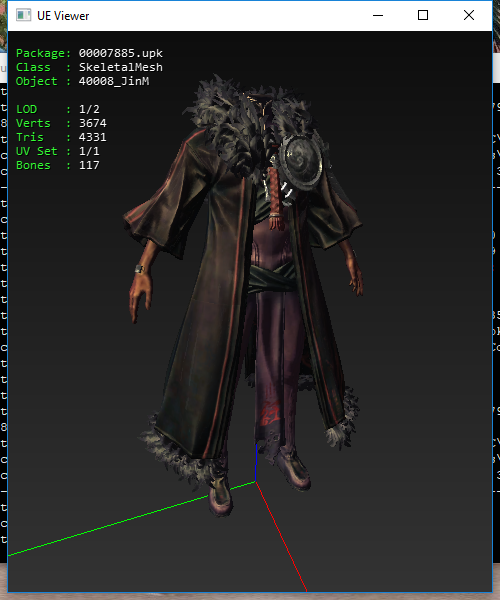 UE Viewer
Package: 00007885.upk
Class : SkeletalMesh
Object : 40008_JinM
LOD : 1/2
Verts : 3674
Tris : 4331
UV Set : 1/1
Bones : 117